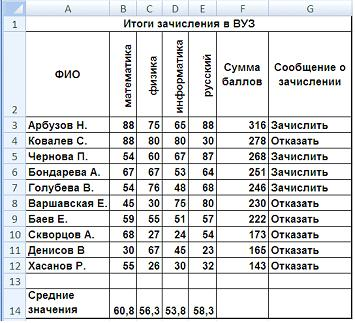 A B C D E F G
1 Итоги зачисления в ВУЗ
2 ФИО математика физика информатика русский Сумма баллов Сообщение о зачислении
3 Арбузов Н. 88 75 65 88 316 Зачислить
4 Ковалев С. 88 80 80 30 278 Отказать
5 Чернова П. 54 60 67 87 268 Зачислить
6 Бондарева А. 67 67 53 64 251 Зачислить
7 Голубева В. 54 76 48 68 246 Зачислить
8 Варшавская Е. 45 30 75 80 230 Отказать
9 Баев Е. 59 55 51 57 222 Отказать
10 Скворцов А. 68 27 24 54 173 Отказать
11 Денисов В 30 67 45 23 165 Отказать
12 Хасанов Р. 55 26 30 32 143 Отказать
13
14 Средние значения 60,8 56,3 53,8 58,3